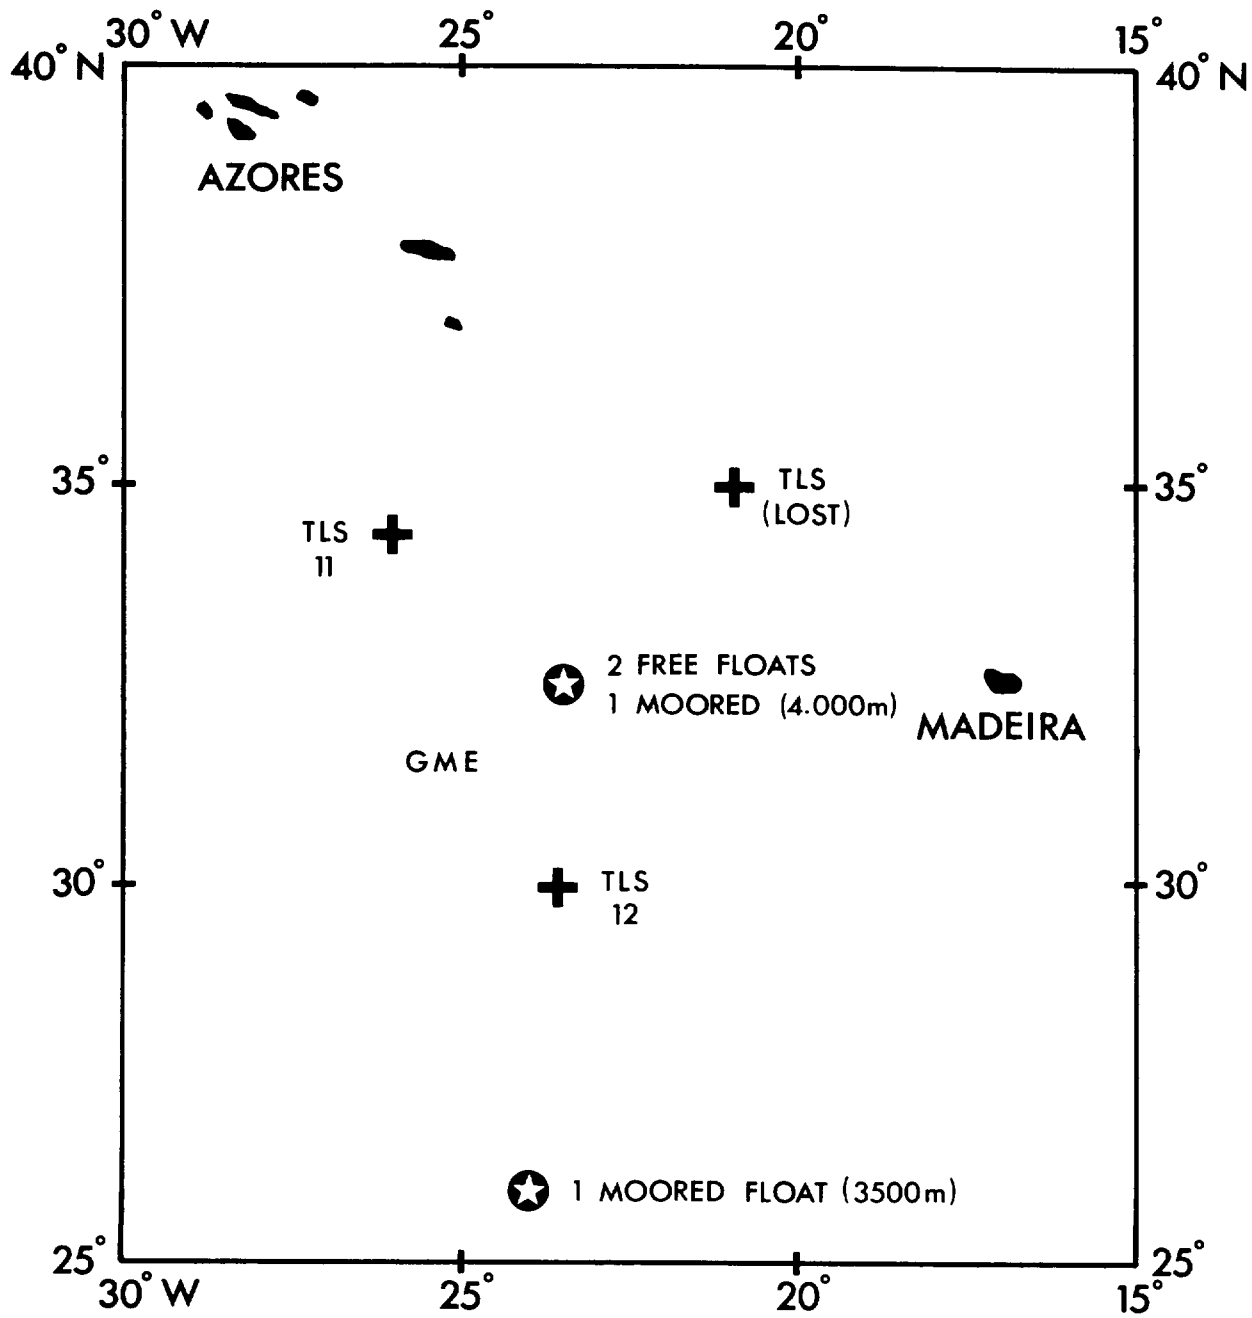 30° W 25° 20° 15°
40° N 40° N
AZORES
35° 35°
TLS
(LOST)
TLS
11
2 FREE FLOATS
1 MOORED (4.000m)
MADEIRA
GME
30° 30°
TLS
12
1 MOORED FLOAT (3500m)
25° 25°
30° W 25° 20° 15°